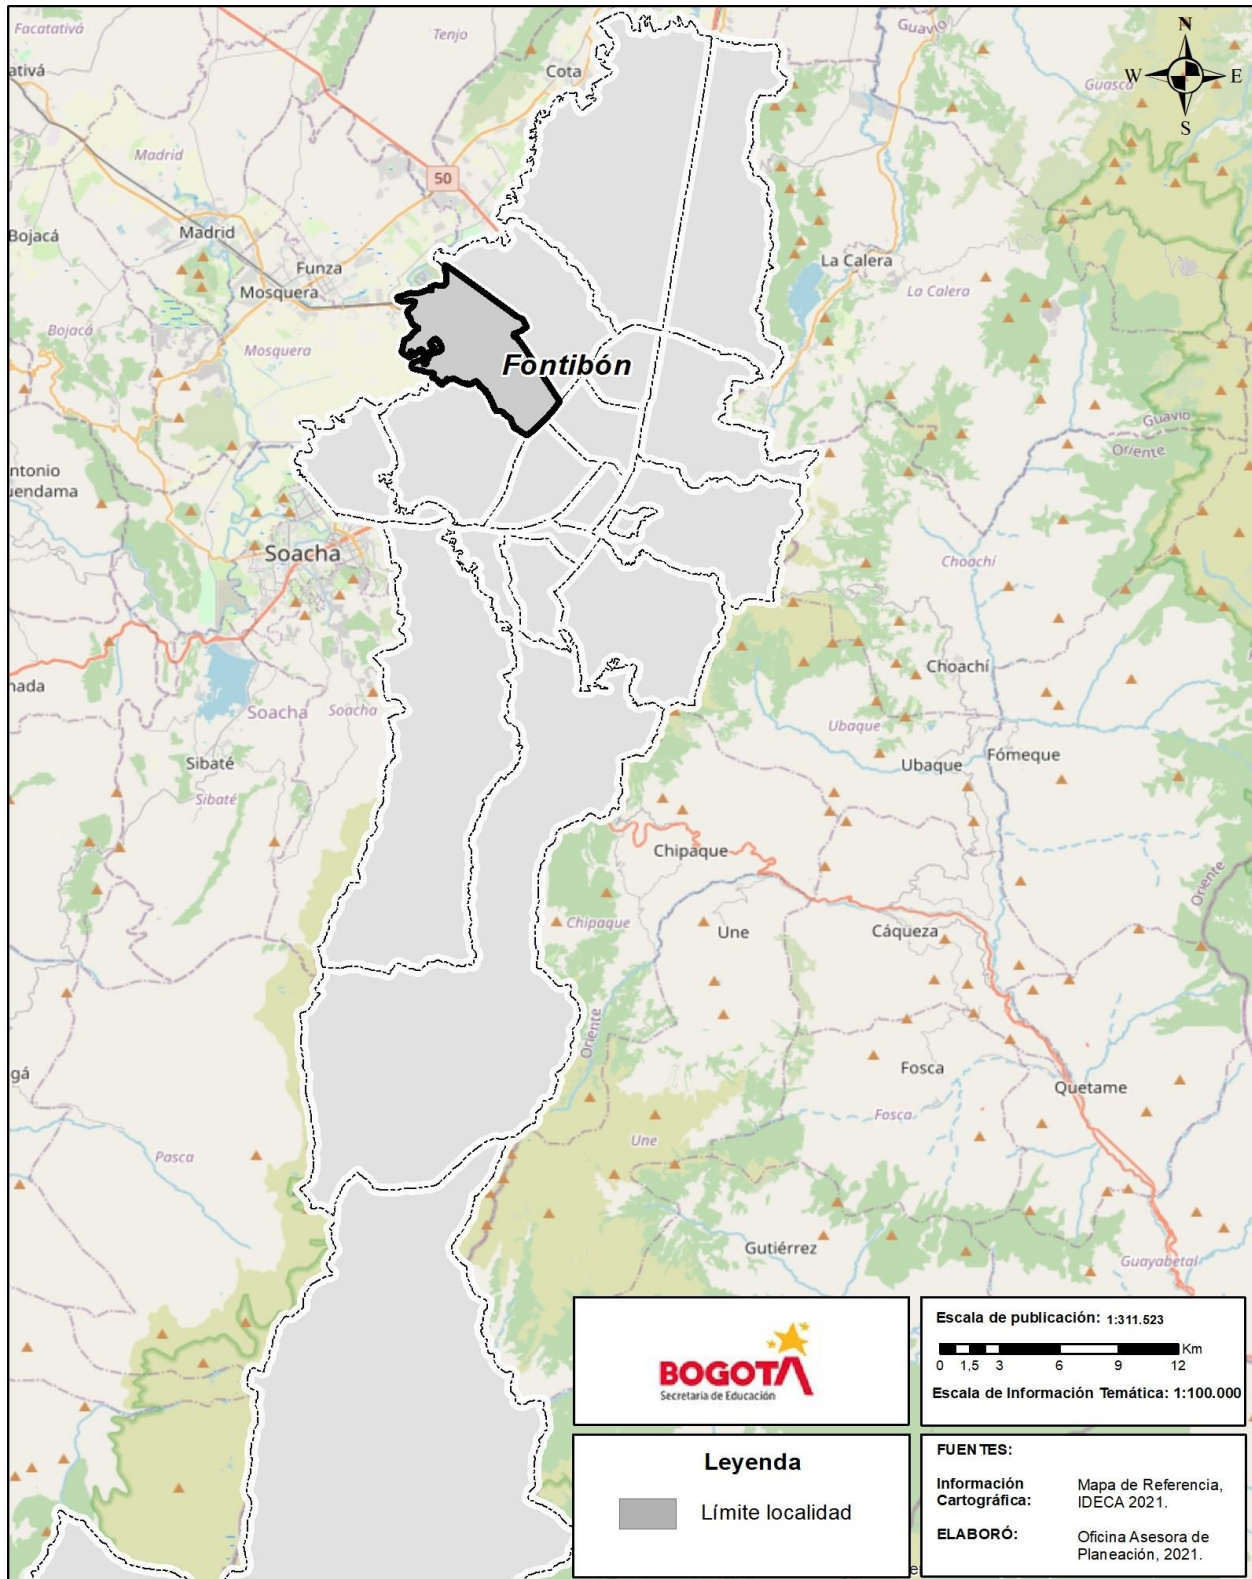 Facatativá
Tenjo
Guavio
N
W
E
S
ativá
Cota
Guasca
Madrid
50
Bojacá
Madrid
La Calera
Funza
Mosquera
La Calera
Bojacá
Mosquera
Fontibón
Guavio
Oriente
ntonio
uendama
Soacha
Choachí
Choachí
nada
Soacha
Soacha
Ubaque
Sibaté
Ubaque
Fómeque
Sibaté
Chipaque
Oriente
Chipaque
Une
Cáqueza
Oriente
gá
Fosca
Quetame
Fosca
Une
Pasca
Gutiérrez
Guayabetal
BOGOTÁ
Secretaría de Educación
Escala de publicación: 1:311.523
Km
0 1,5 3 6 9 12
Escala de Información Temática: 1:100.000
Leyenda
Límite localidad
FUENTES:
Información Cartográfica:
Mapa de Referencia,
IDECA 2021.
ELABORÓ:
Oficina Asesora de
Planeación, 2021.